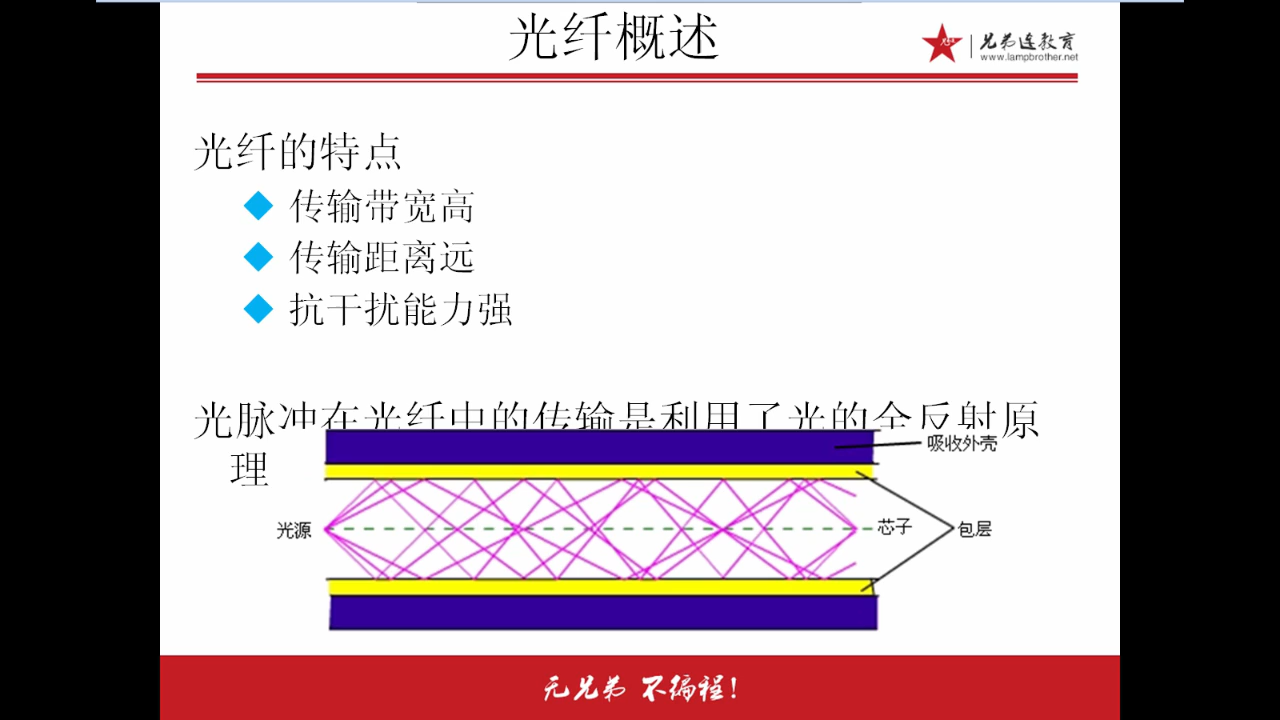 光纤概述
兄弟连教育
www.lampbrother.net
光纤的特点
传输带宽高
传输距离远
抗干扰能力强
光脉冲在光纤中的传输是利用了光的全反射原
理
吸收外壳
光源
芯子
包层
无兄弟 不编程!